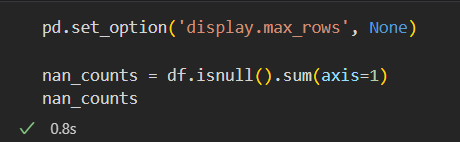 pd.set_option('display.max_rows', None)
nan_counts = df.isnull().sum(axis=1)
nan_counts
0.8s